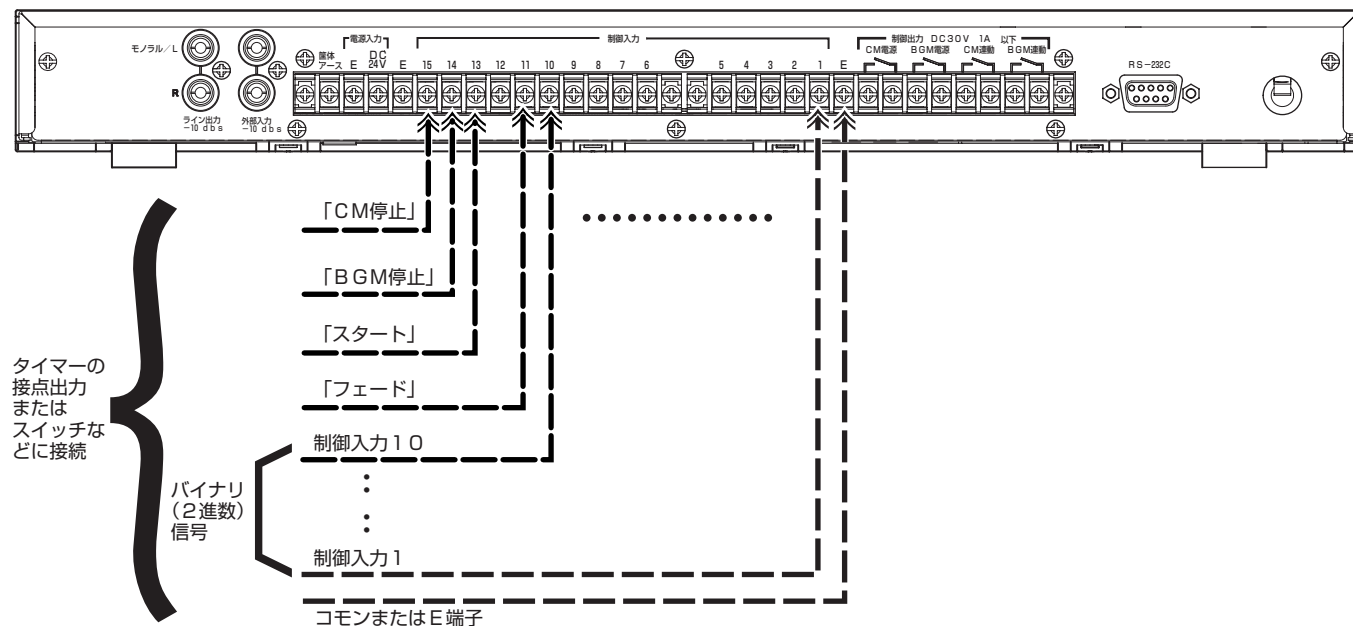 モノラル/L
R
ライン出力
-10 dbs
外部入力
-10 dbs
筐体
アース
電源入力
E
DC
24V
制御入力
E 15 14 13 12 11 10 9 8 7 6 5 4 3 2 1 E
制御出力 DC30V 1A 以下
CM電源 BGM電源 CM連動 BGM連動
RS-232C
「CM停止」
「BGM停止」
「スタート」
「フェード」
タイマーの
接点出力
または
スイッチな
どに接続
制御入力10
バイナリ
(2進数)
信号
制御入力1
コモンまたはE端子